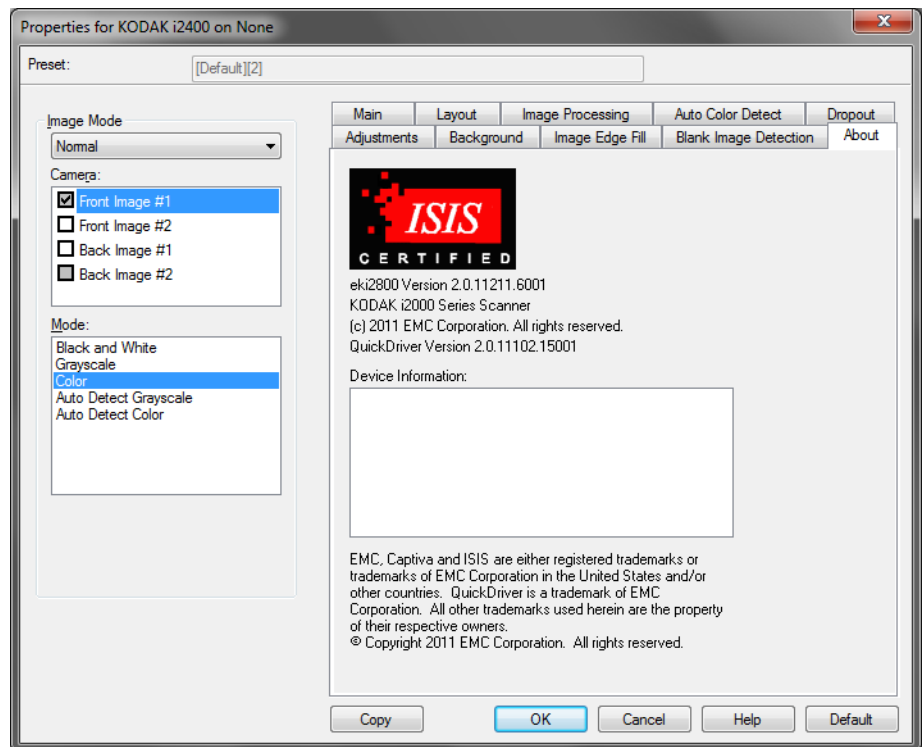 Properties for KODAK i2400 on None
x
Preset:
[Default][2]
Image Mode
Normal
Camera:
Front Image #1
Front Image #2
Back Image #1
Back Image #2
Mode:
Black and White
Grayscale
Color
Auto Detect Grayscale
Auto Detect Color
Main
Layout
Image Processing
Auto Color Detect
Dropout
Adjustments
Background
Image Edge Fill
Blank Image Detection
About
ISIS
CERTIFIED
eki2800 Version 2.0.11211.6001
KODAK i2000 Series Scanner
(c) 2011 EMC Corporation. All rights reserved.
QuickDriver Version 2.0.11102.15001
Device Information:
EMC, Captiva and ISIS are either registered trademarks or
trademarks of EMC Corporation in the United States and/or
other countries. QuickDriver is a trademark of EMC
Corporation. All other trademarks used herein are the property
of their respective owners.
© Copyright 2011 EMC Corporation. All rights reserved.
Copy
OK
Cancel
Help
Default